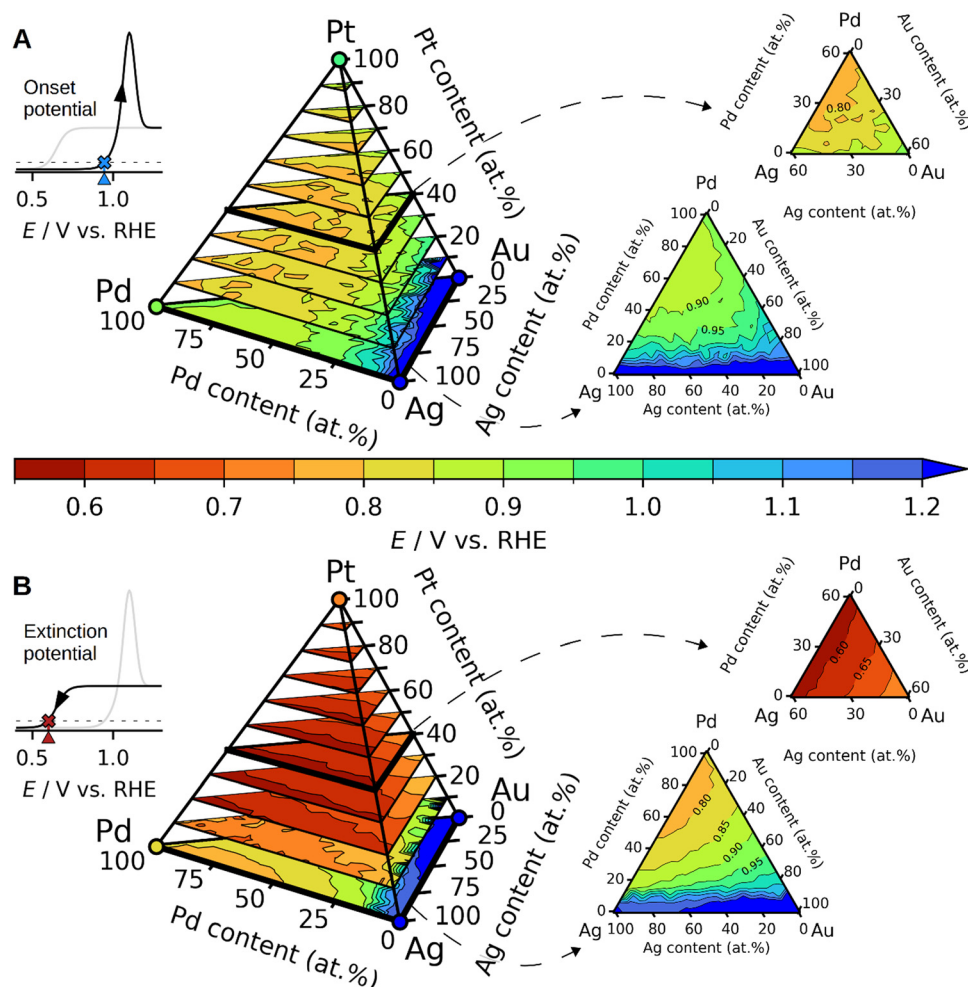 A
Onset
potential
0.5 1.0
E / V vs. RHE
Pt
100
80
60
40
20
0
Pt content (at.%)
Au
0
25
50
75
100
Ag content (at.%)
Pd
100
75
50
25
0
Pd content (at.%)
Ag
Pd
Pd content (at.%)
Au content (at.%)
60 0
30 30
0 60
0.80
Ag Au
60 30 0
Ag content (at.%)
Pd
Pd content (at.%)
Au content (at.%)
100 0
80 20
60 40
40 60
20 80
0 100
0.90
0.95
Ag Au
100 80 60 40 20 0
Ag content (at.%)
0.6 0.7 0.8 0.9 1.0 1.1 1.2
E / V vs. RHE
B
Extinction
potential
0.5 1.0
E / V vs. RHE
Pt
100
80
60
40
20
0
Pt content (at.%)
Au
0
25
50
75
100
Ag content (at.%)
Pd
100
75
50
25
0
Pd content (at.%)
Ag
Pd
Pd content (at.%)
Au content (at.%)
60 0
30 30
0 60
0.60
0.65
Ag Au
60 30 0
Ag content (at.%)
Pd
Pd content (at.%)
Au content (at.%)
100 0
80 20
60 40
40 60
20 80
0 100
0.80
0.85
0.90
0.95
Ag Au
100 80 60 40 20 0
Ag content (at.%)